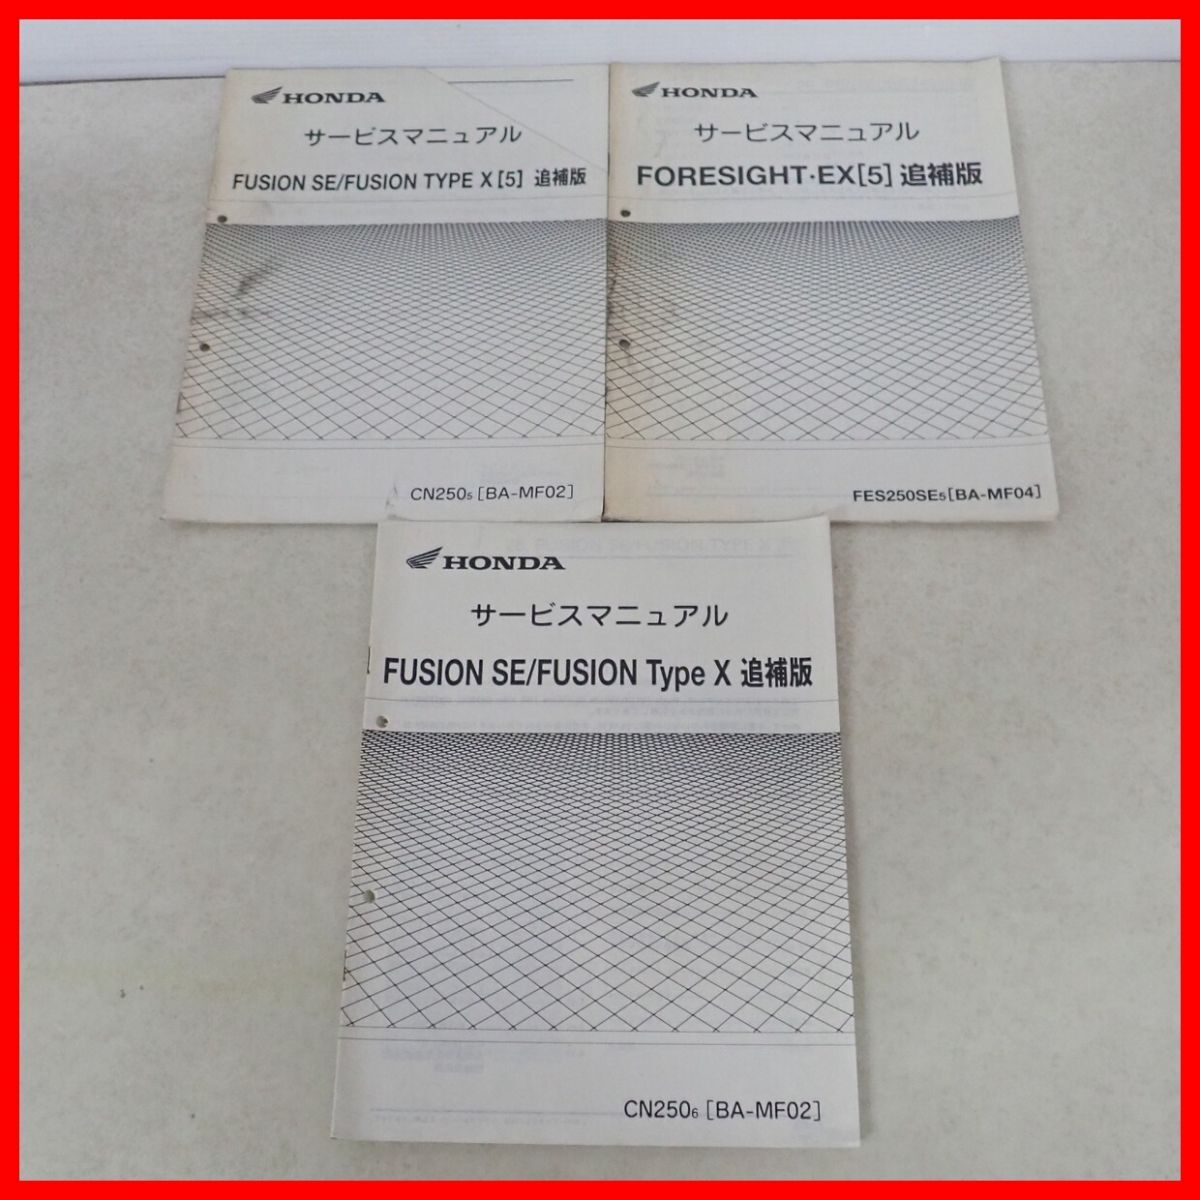 HONDA
サービスマニュアル
FUSION SE/FUSION TYPE X[5] 追補版
CN250₅ [BA-MF02]
HONDA
サービスマニュアル
FORESIGHT·EX[5] 追補版
FES250SE₅[BA-MF04]
HONDA
サービスマニュアル
FUSION SE/FUSION Type X 追補版
CN250₆ [BA-MF02]